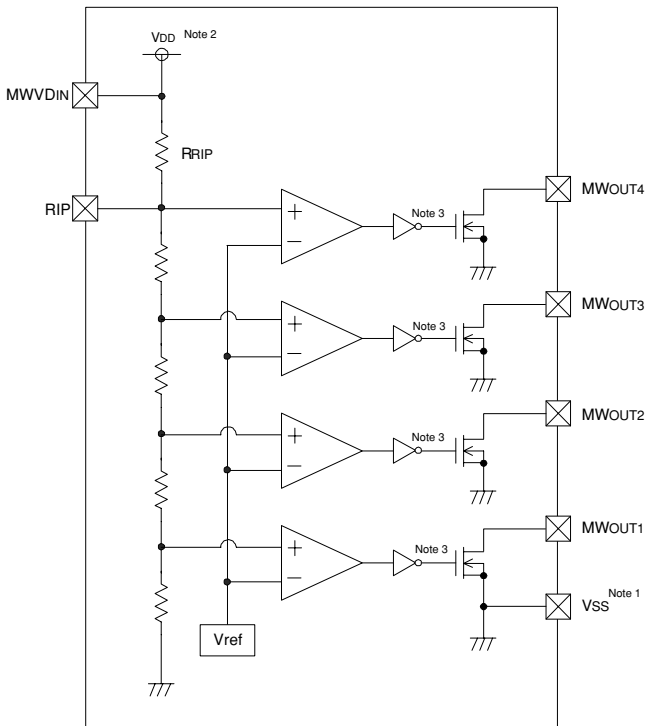 VDD Note 2
MWVDIN
RRIP
RIP
+
−
Note 3
MWOUT4
+
−
Note 3
MWOUT3
+
−
Note 3
MWOUT2
+
−
Note 3
MWOUT1
VSS Note 1
Vref